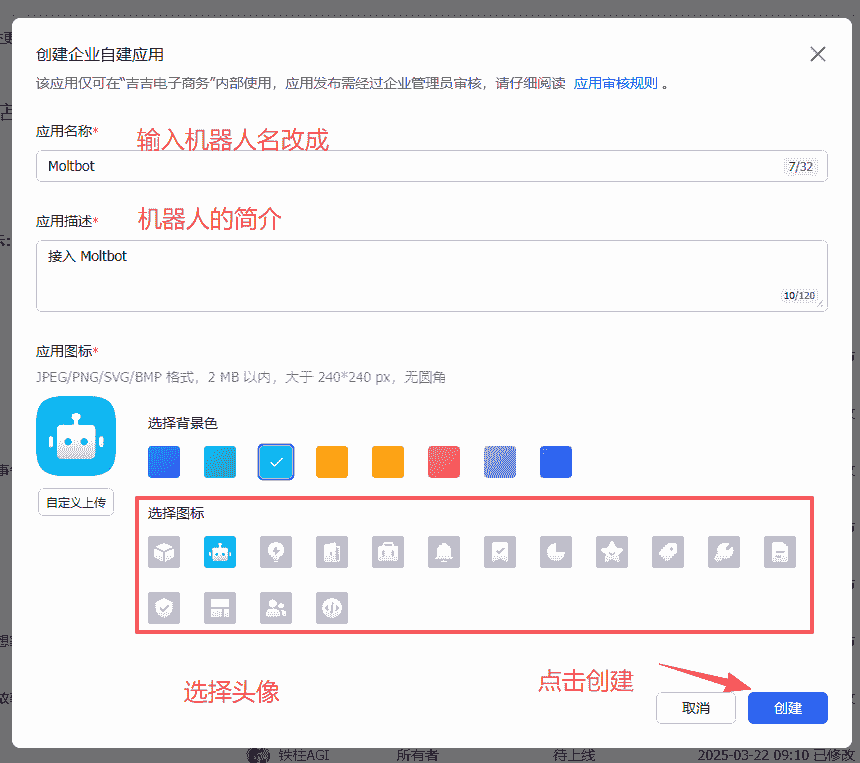 创建企业自建应用
该应用仅可在“吉吉电子商务”内部使用，应用发布需经过企业管理员审核，请仔细阅读 应用审核规则 。
应用名称*
输入机器人名改成
Moltbot
7/32
应用描述*
机器人的简介
接入 Moltbot
10/120
应用图标*
JPEG/PNG/SVG/BMP 格式，2 MB 以内，大于 240*240 px，无圆角
选择背景色
自定义上传
选择图标
选择头像
点击创建
取消
创建
铁柱AGI
所有者
待上线
2025-03-22 09:10 已修改